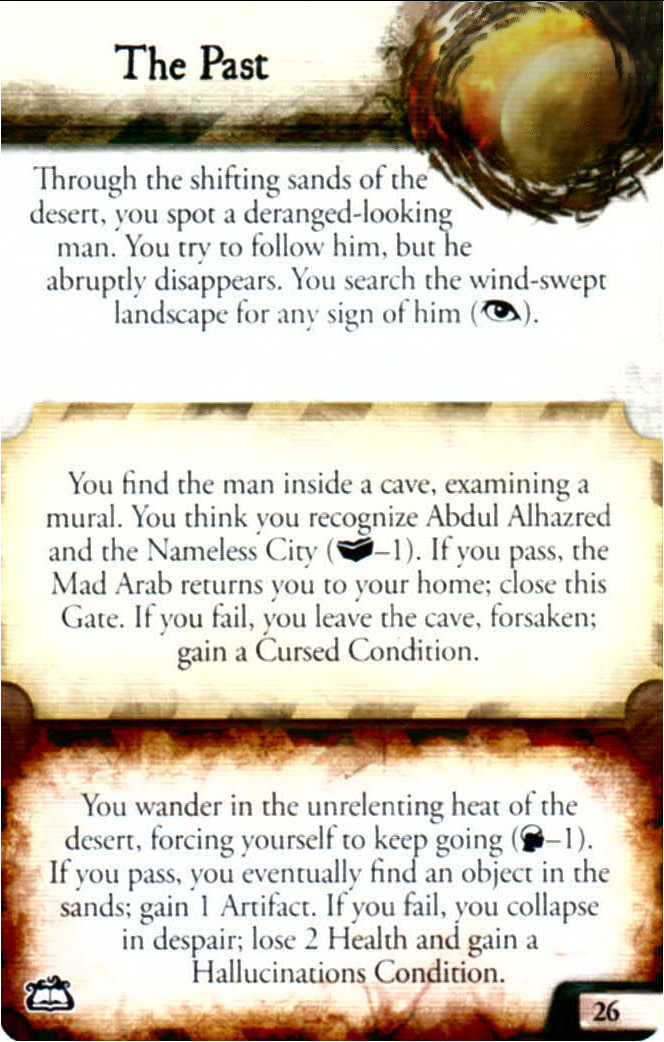 The Past
Through the shifting sands of the
desert, you spot a deranged-looking
man. You try to follow him, but he
abruptly disappears. You search the wind-swept
landscape for any sign of him ( ).
You find the man inside a cave, examining a
mural. You think you recognize Abdul Alhazred
and the Nameless City ( –1). If you pass, the
Mad Arab returns you to your home; close this
Gate. If you fail, you leave the cave, forsaken;
gain a Cursed Condition.
You wander in the unrelenting heat of the
desert, forcing yourself to keep going ( –1).
If you pass, you eventually find an object in the
sands; gain 1 Artifact. If you fail, you collapse
in despair; lose 2 Health and gain a
Hallucinations Condition.
26